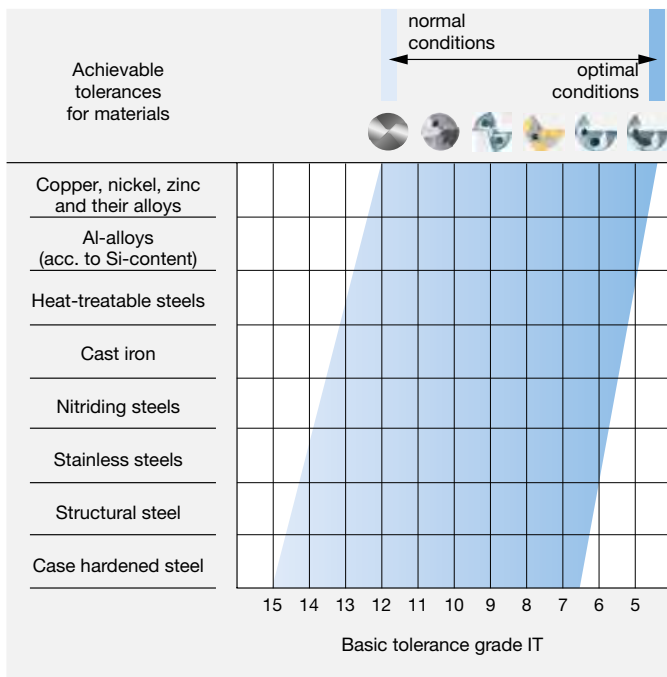 Achievable
tolerances
for materials
normal
conditions
optimal
conditions
Copper, nickel, zinc
and their alloys
Al-alloys
(acc. to Si-content)
Heat-treatable steels
Cast iron
Nitriding steels
Stainless steels
Structural steel
Case hardened steel
15 14 13 12 11 10 9 8 7 6 5
Basic tolerance grade IT